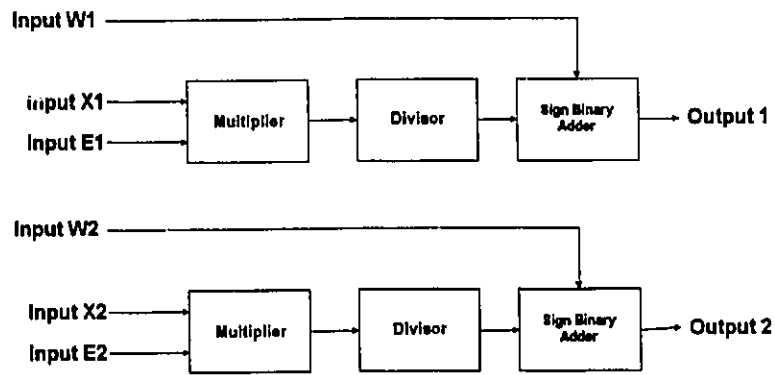 Input W1
Input X1
Input E1
Multiplier
Divisor
Sign Binary
Adder
Output 1
Input W2
Input X2
Input E2
Multiplier
Divisor
Sign Binary
Adder
Output 2